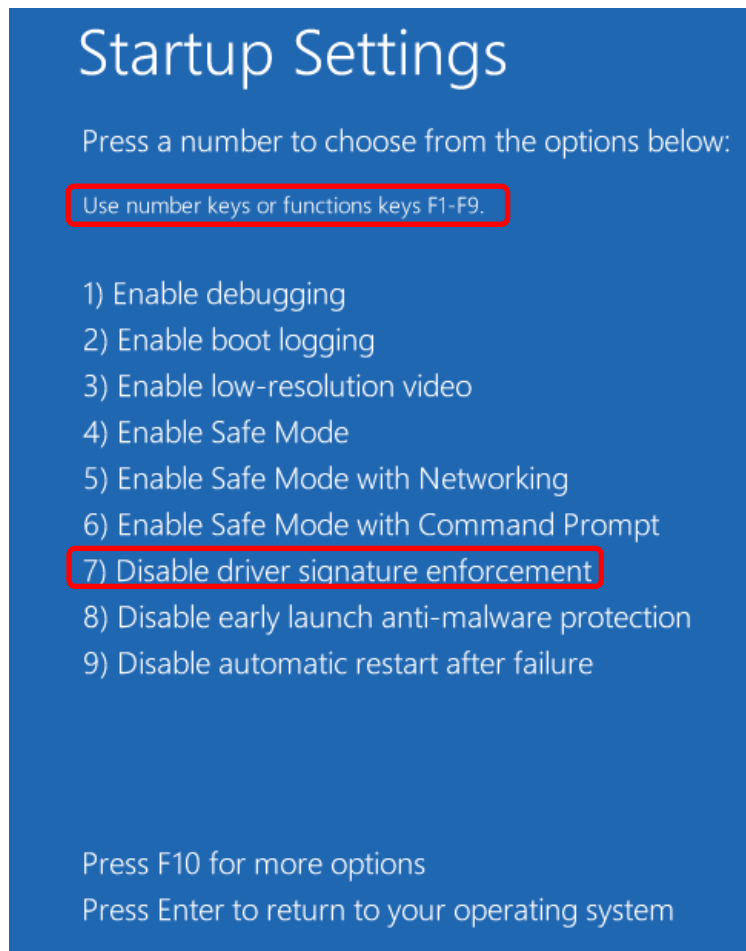 Startup Settings
Press a number to choose from the options below:
Use number keys or functions keys F1-F9.
1) Enable debugging
2) Enable boot logging
3) Enable low-resolution video
4) Enable Safe Mode
5) Enable Safe Mode with Networking
6) Enable Safe Mode with Command Prompt
7) Disable driver signature enforcement
8) Disable early launch anti-malware protection
9) Disable automatic restart after failure
Press F10 for more options
Press Enter to return to your operating system